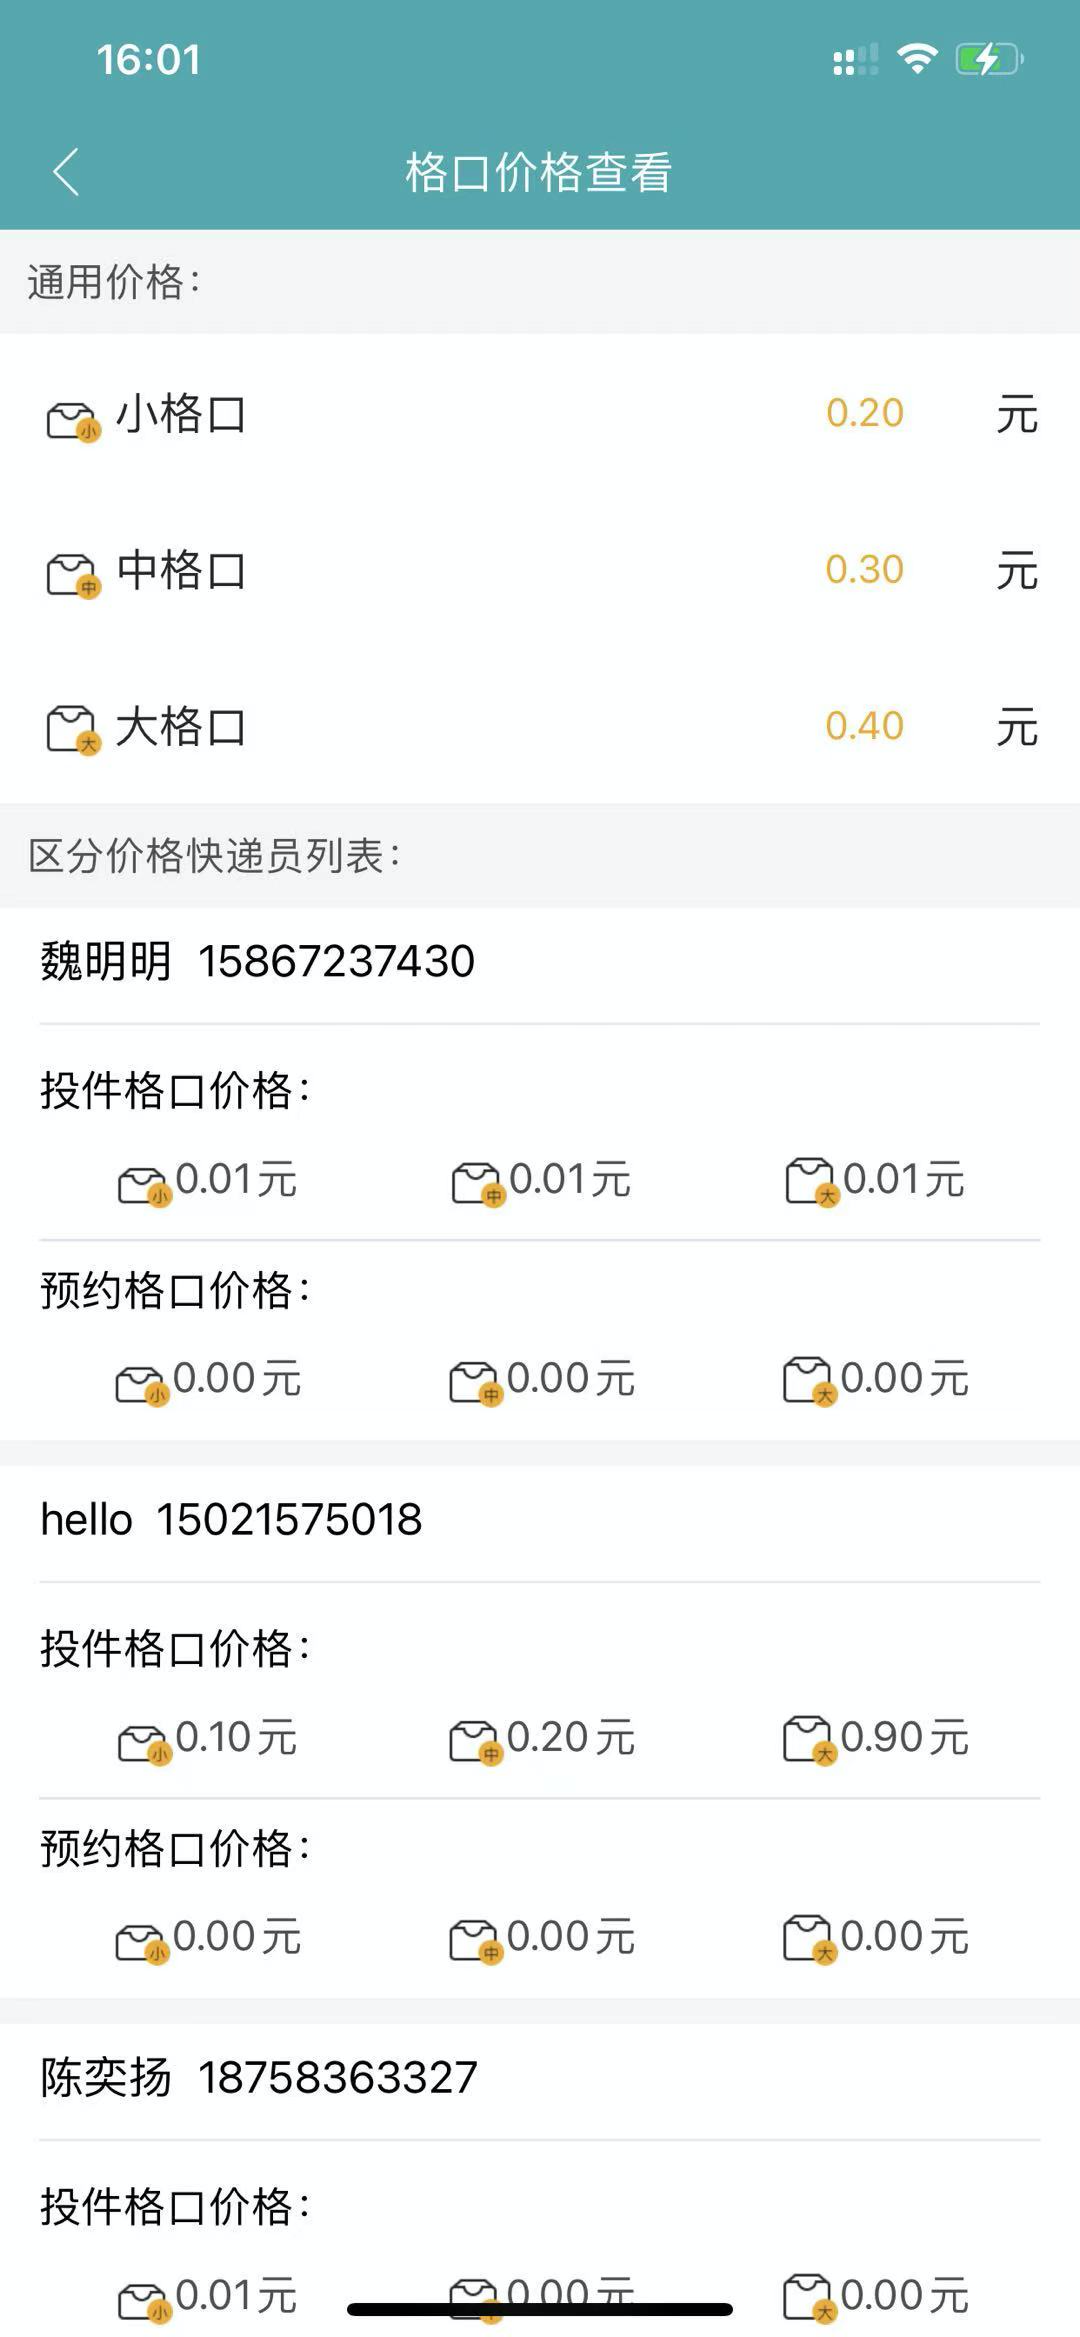 16:01
格口价格查看
通用价格：
小 小格口 0.20 元
中 中格口 0.30 元
大 大格口 0.40 元
区分价格快递员列表：
魏明明 15867237430
投件格口价格：
小 0.01元 中 0.01元 大 0.01元
预约格口价格：
小 0.00元 中 0.00元 大 0.00元
hello 15021575018
投件格口价格：
小 0.10元 中 0.20元 大 0.90元
预约格口价格：
小 0.00元 中 0.00元 大 0.00元
陈奕扬 18758363327
投件格口价格：
小 0.01元 0.00元 大 0.00元